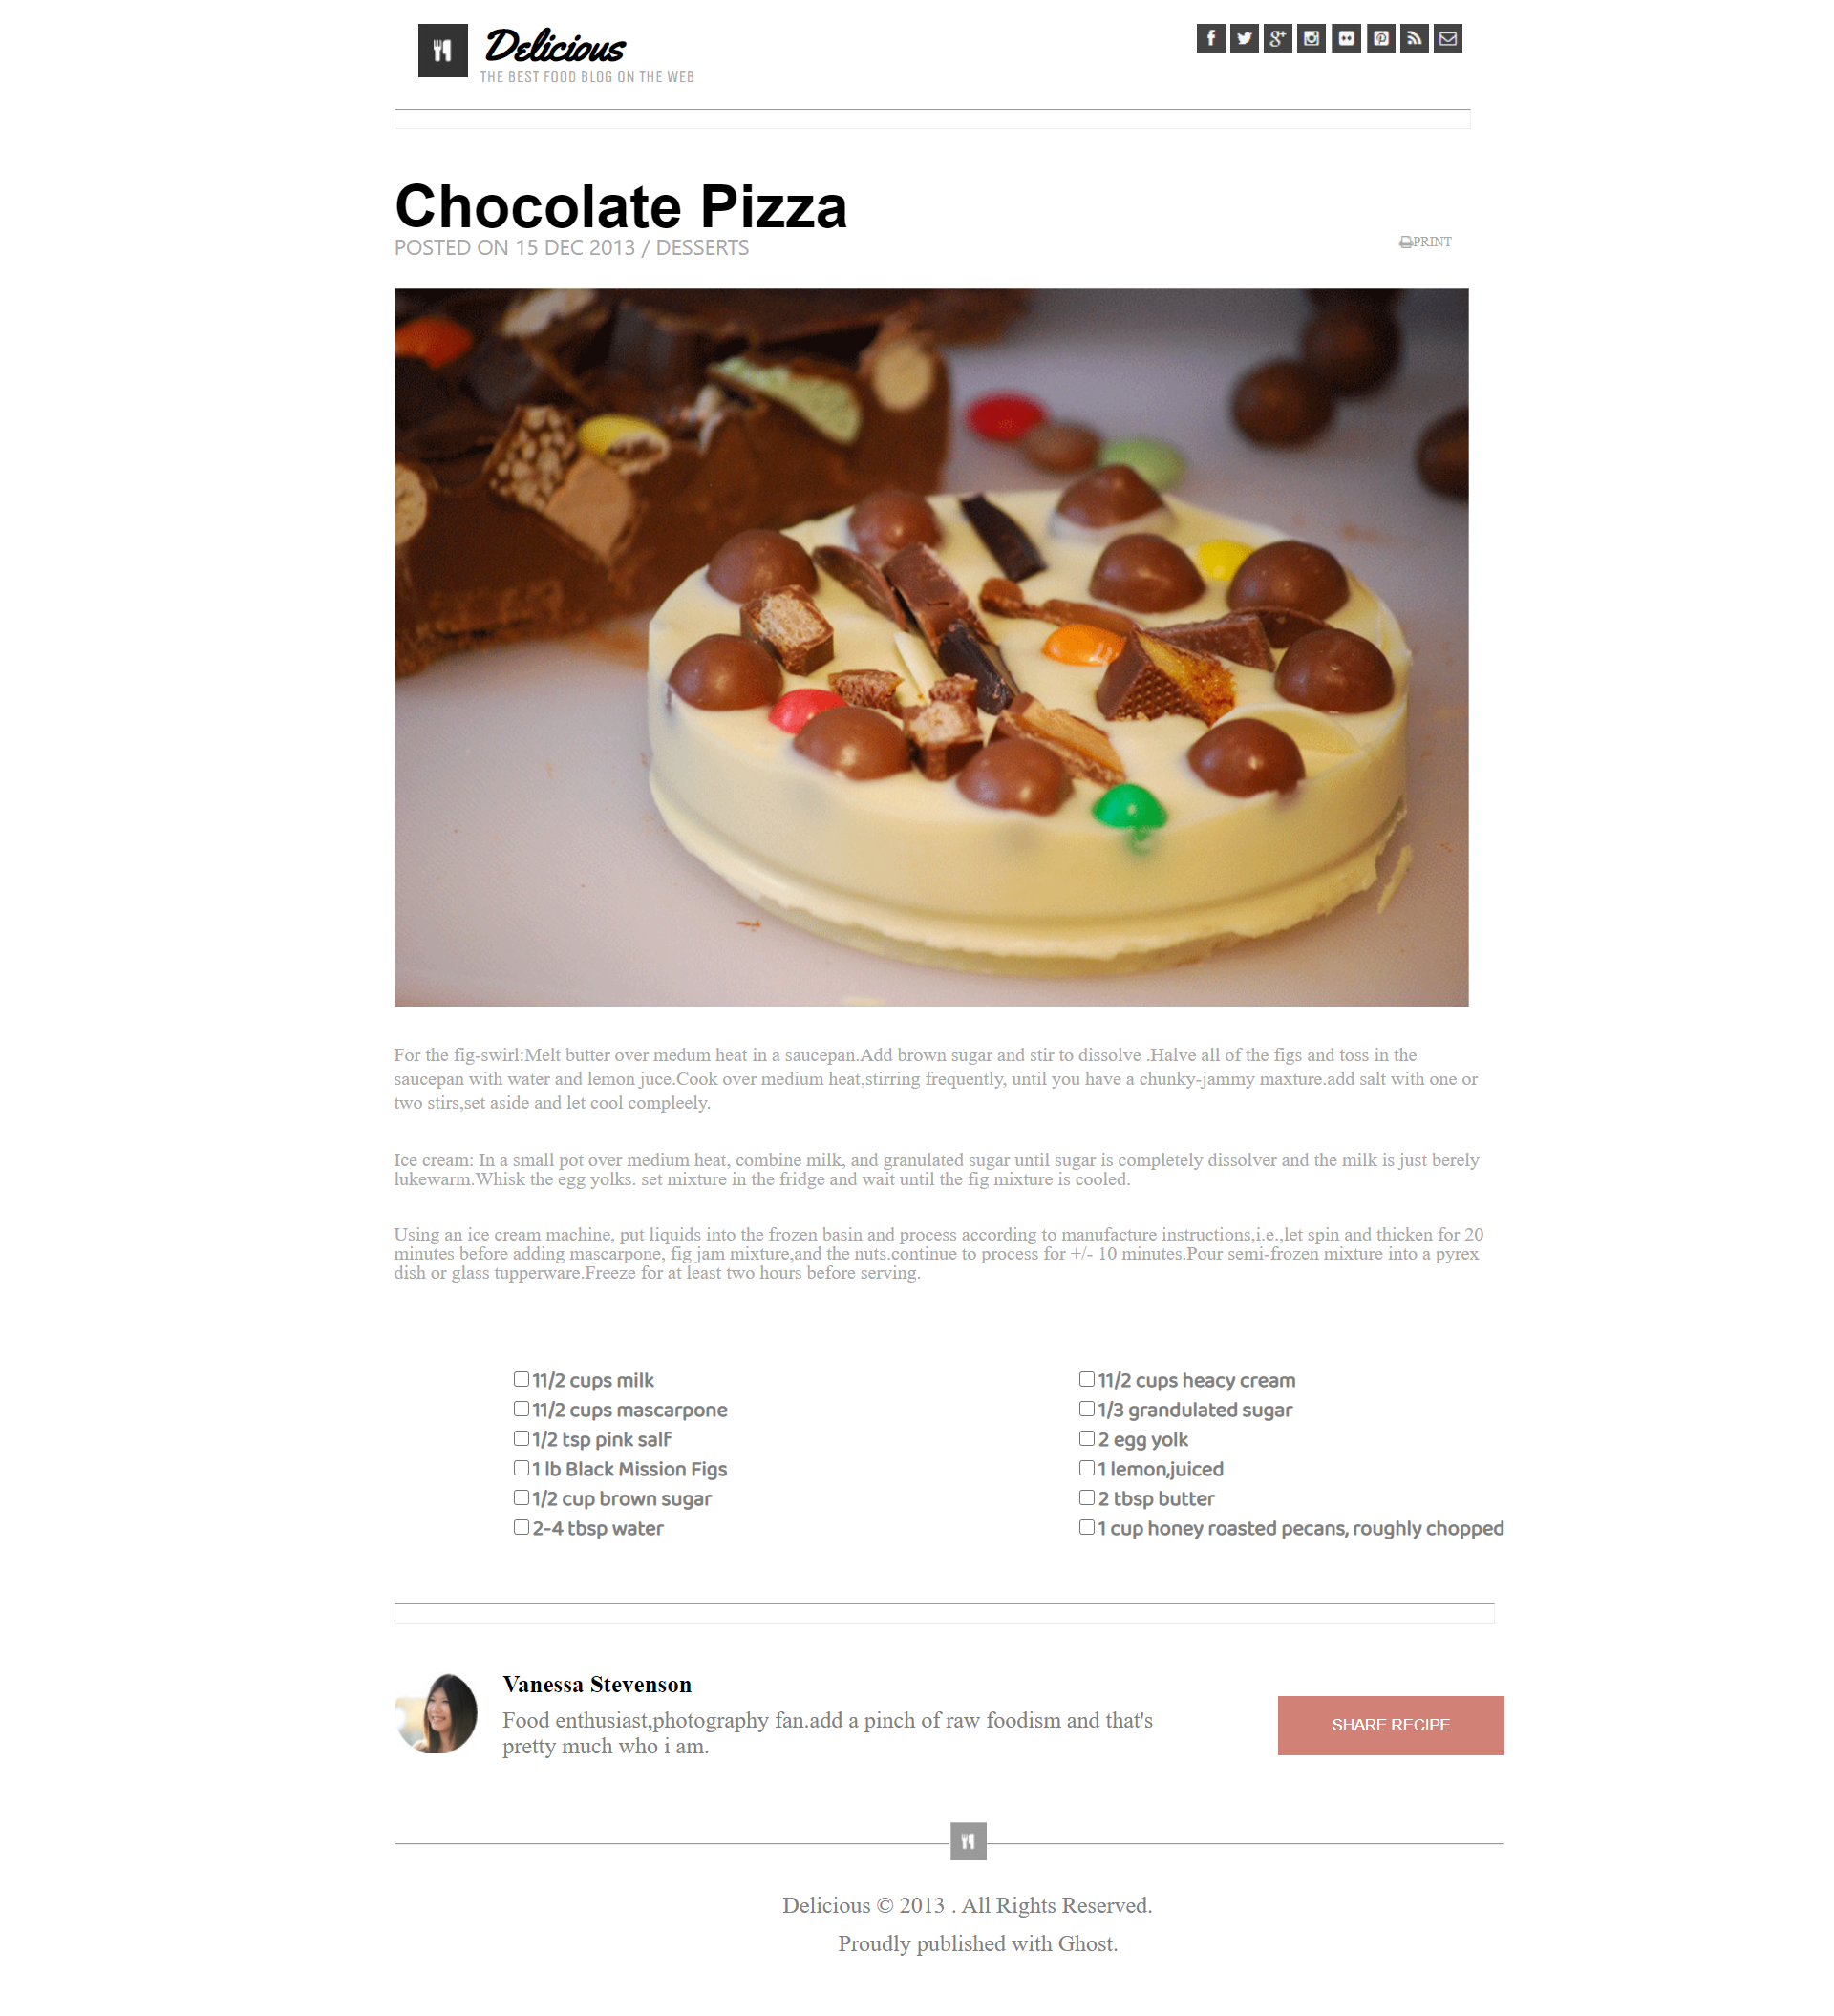 Delicious
THE BEST FOOD BLOG ON THE WEB
Chocolate Pizza
POSTED ON 15 DEC 2013 / DESSERTS
PRINT
For the fig-swirl:Melt butter over medum heat in a saucepan.Add brown sugar and stir to dissolve .Halve all of the figs and toss in the
saucepan with water and lemon juce.Cook over medium heat,stirring frequently, until you have a chunky-jammy maxture.add salt with one or
two stirs,set aside and let cool compleely.
Ice cream: In a small pot over medium heat, combine milk, and granulated sugar until sugar is completely dissolver and the milk is just berely
lukewarm.Whisk the egg yolks. set mixture in the fridge and wait until the fig mixture is cooled.
Using an ice cream machine, put liquids into the frozen basin and process according to manufacture instructions,i.e.,let spin and thicken for 20
minutes before adding mascarpone, fig jam mixture,and the nuts.continue to process for +/- 10 minutes.Pour semi-frozen mixture into a pyrex
dish or glass tupperware.Freeze for at least two hours before serving.
11/2 cups milk
11/2 cups mascarpone
1/2 tsp pink salf
1 lb Black Mission Figs
1/2 cup brown sugar
2-4 tbsp water
11/2 cups heacy cream
1/3 grandulated sugar
2 egg yolk
1 lemon,juiced
2 tbsp butter
1 cup honey roasted pecans, roughly chopped
Vanessa Stevenson
Food enthusiast,photography fan.add a pinch of raw foodism and that's
pretty much who i am.
SHARE RECIPE
Delicious © 2013 . All Rights Reserved.
Proudly published with Ghost.